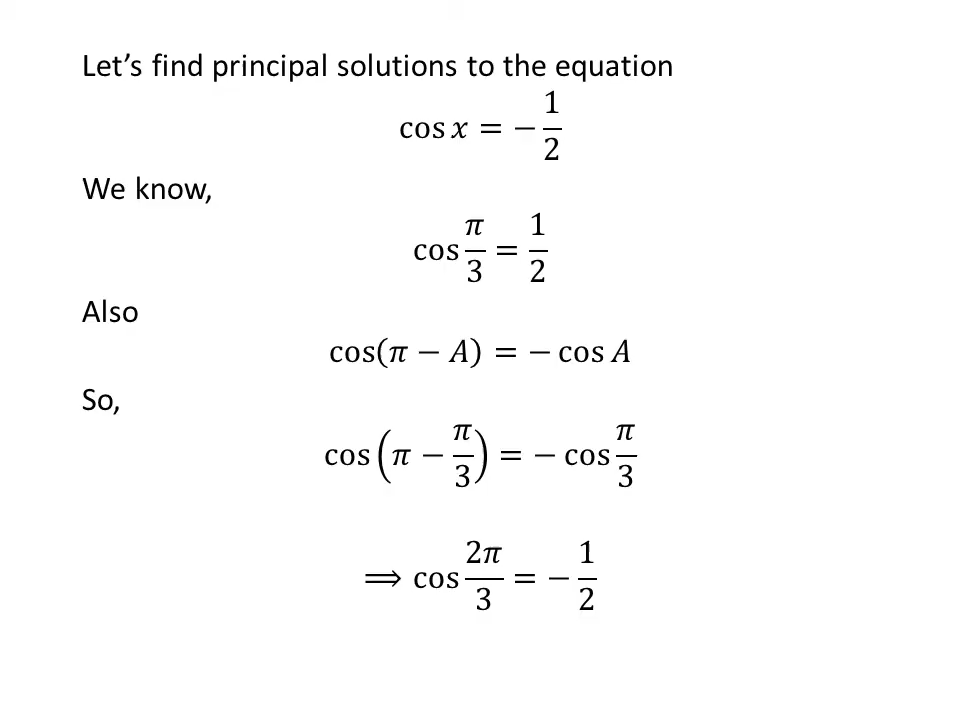 Let’s find principal solutions to the equation
cos x = −1/2
We know,
cos π/3 = 1/2
Also
cos(π − A) = − cos A
So,
cos (π − π/3) = − cos π/3
⟹ cos 2π/3 = −1/2